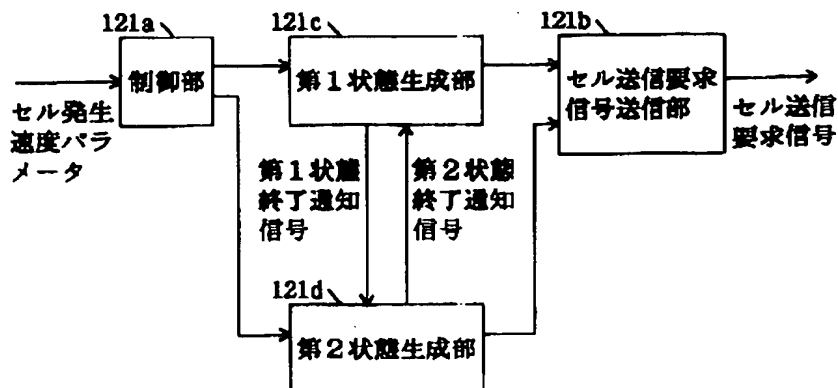 121a
121c
121b
制御部
第1状態生成部
セル送信要求
信号送信部
セル発生
速度パラ
メータ
セル送信
要求信号
第1状態
終了通知
信号
第2状態
終了通知
信号
121d
第2状態生成部